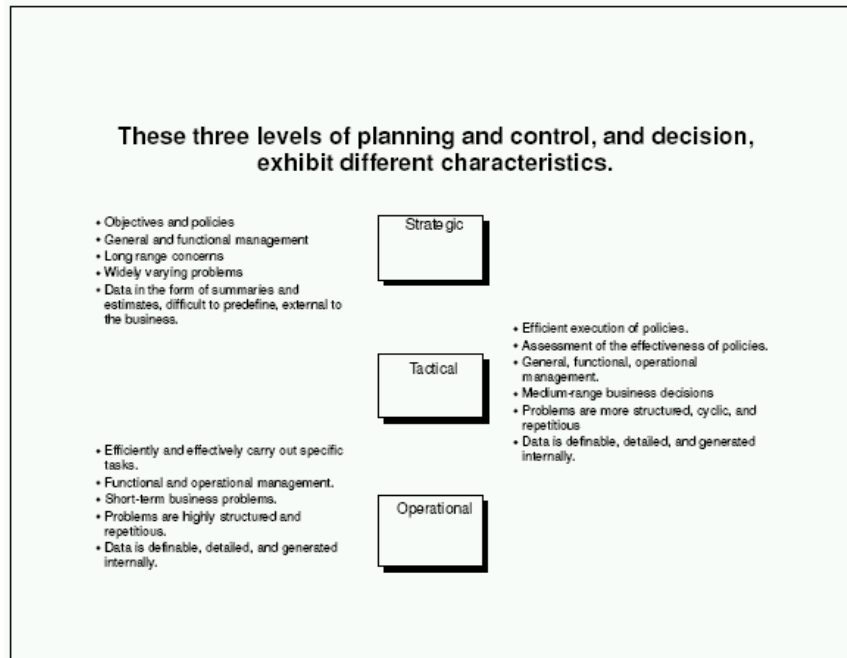 These three levels of planning and control, and decision,
exhibit different characteristics.
• Objectives and policies
• General and functional management
• Long range concerns
• Widely varying problems
• Data in the form of summaries and
estimates, difficult to predefine, external to
the business.
Strategic
Tactical
• Efficient execution of policies.
• Assessment of the effectiveness of policies.
• General, functional, operational
management.
• Medium-range business decisions
• Problems are more structured, cyclic, and
repetitious
• Data is definable, detailed, and generated
internally.
• Efficiently and effectively carry out specific
tasks.
• Functional and operational management.
• Short-term business problems.
• Problems are highly structured and
repetitious.
• Data is definable, detailed, and generated
internally.
Operational